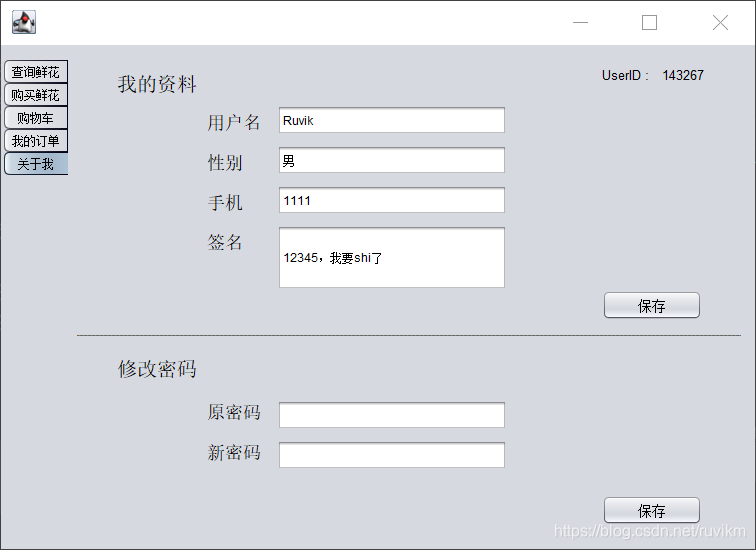 查询鲜花
购买鲜花
购物车
我的订单
关于我
我的资料
UserID : 143267
用户名 Ruvik
性别 男
手机 1111
签名 12345，我要shi了
保存
修改密码
原密码
新密码
保存
https://blog.csdn.net/ruvikm